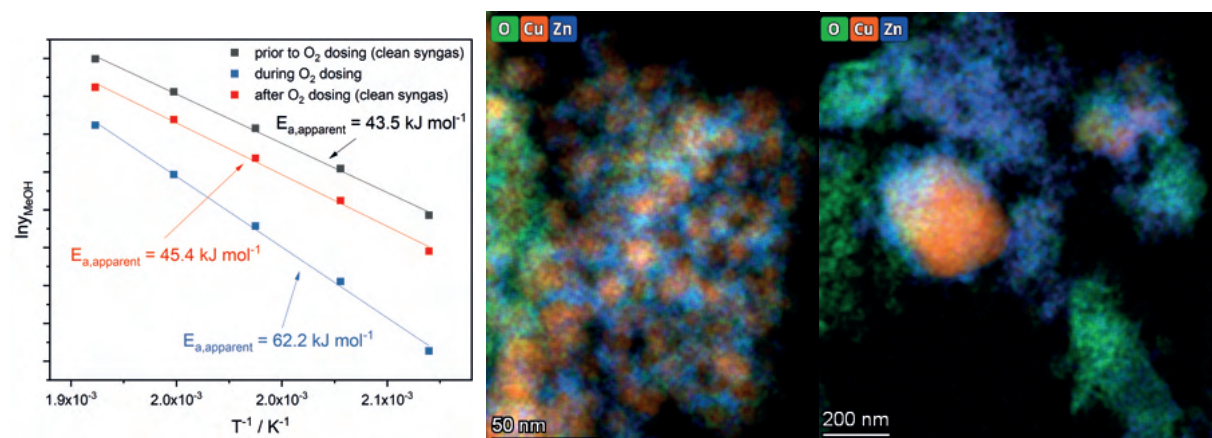 prior to O₂ dosing (clean syngas)
during O₂ dosing
after O₂ dosing (clean syngas)
Eₐ,ₐₚₚₐᵣₑₙₜ = 43.5 kJ mol⁻¹
Eₐ,ₐₚₚₐᵣₑₙₜ = 45.4 kJ mol⁻¹
Eₐ,ₐₚₚₐᵣₑₙₜ = 62.2 kJ mol⁻¹
lny_MeOH
1.9x10⁻³ 2.0x10⁻³ 2.0x10⁻³ 2.1x10⁻³
T⁻¹ / K⁻¹
O Cu Zn
50 nm
O Cu Zn
200 nm